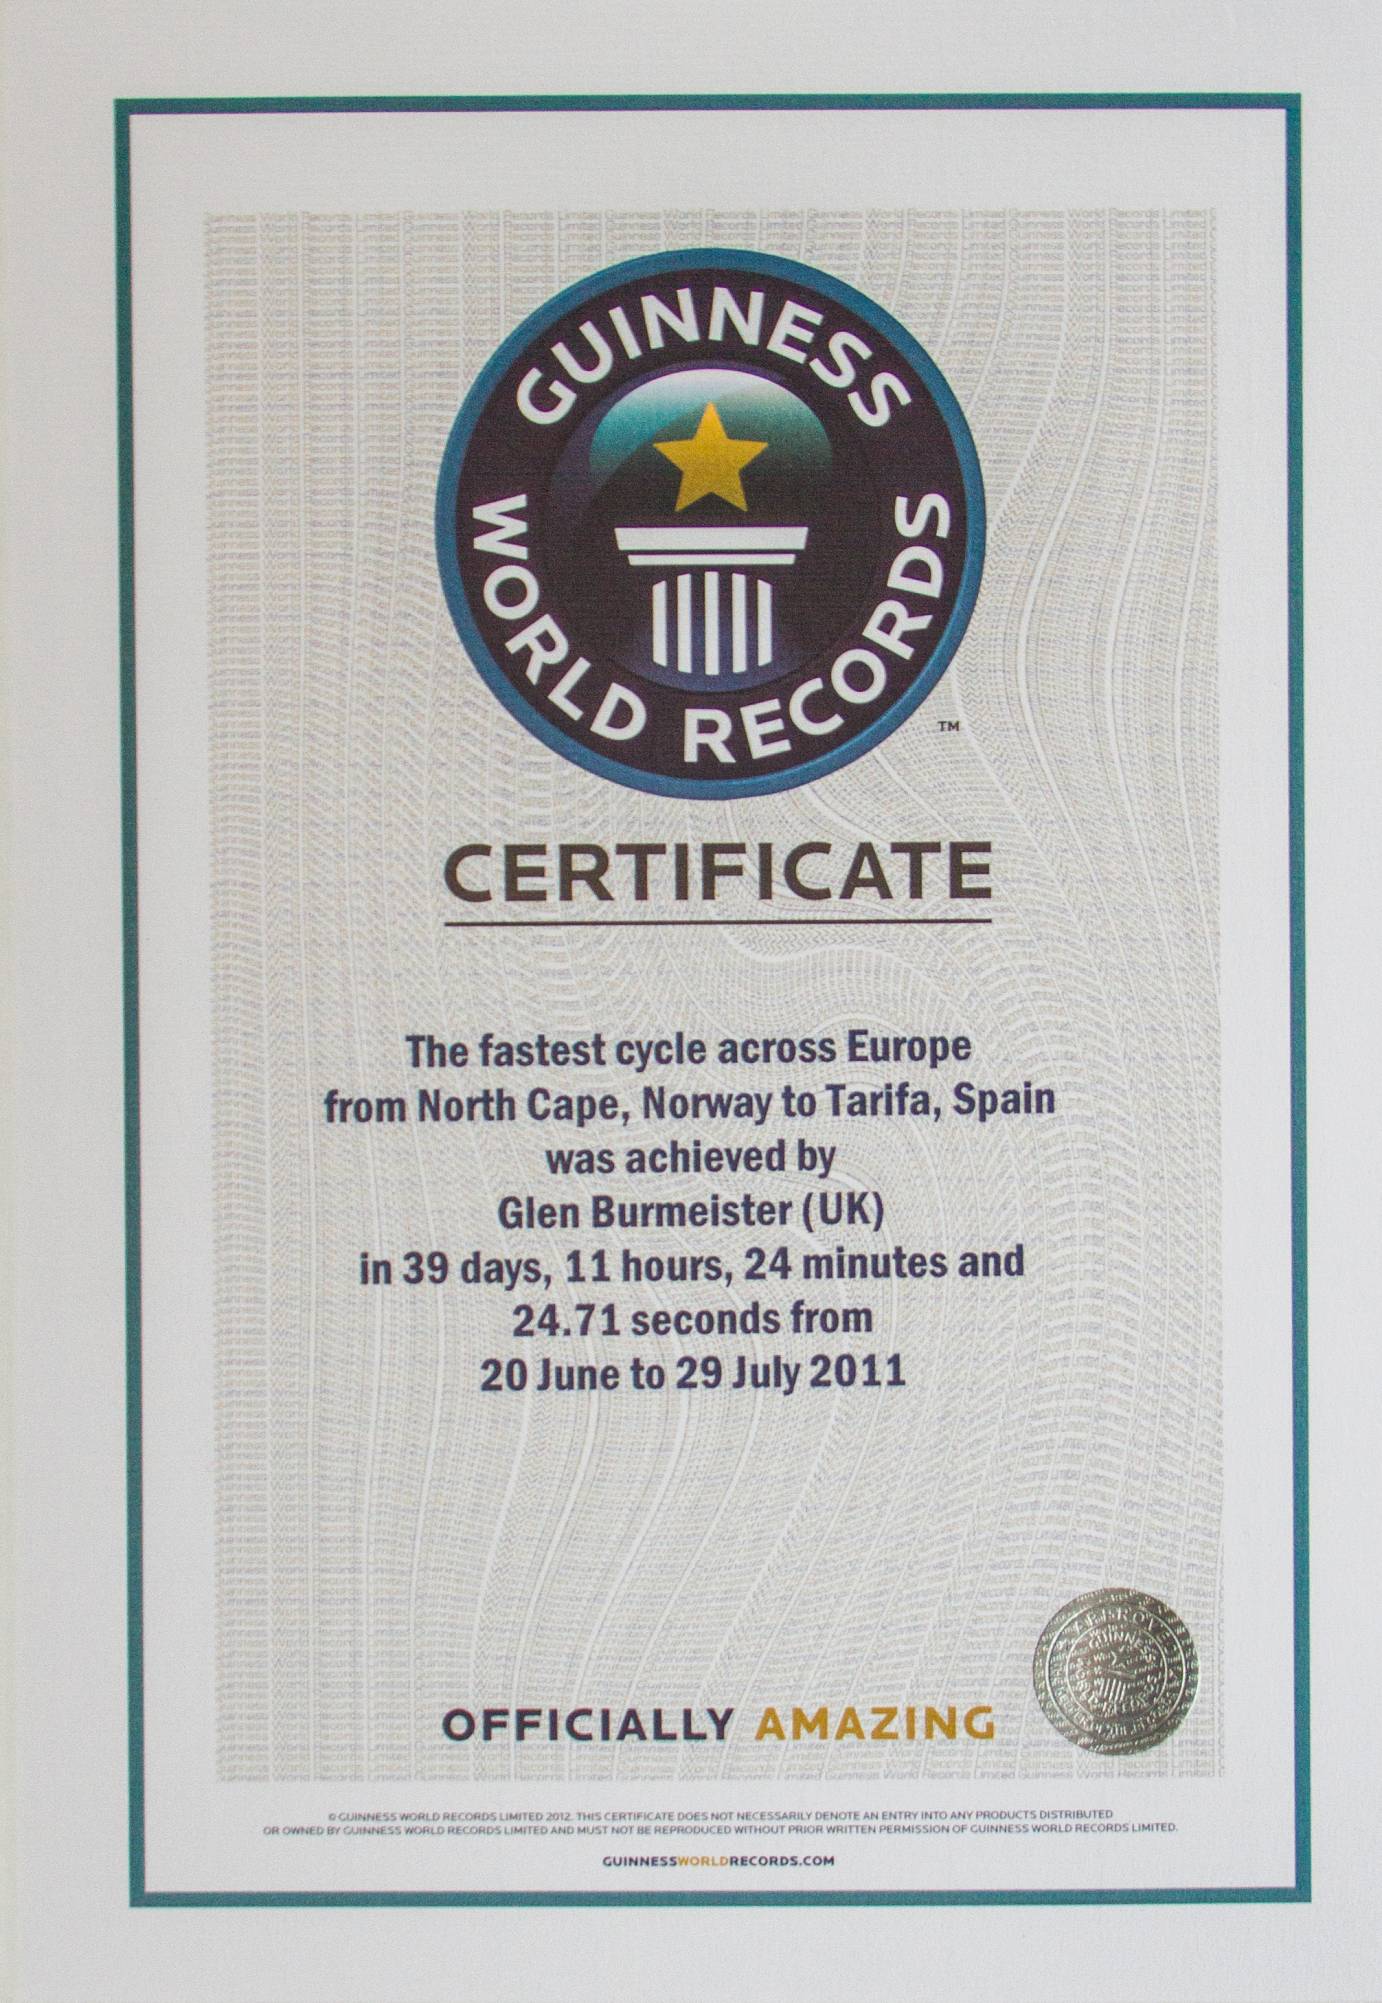 GUINNESS
WORLD RECORDS
TM
CERTIFICATE
The fastest cycle across Europe
from North Cape, Norway to Tarifa, Spain
was achieved by
Glen Burmeister (UK)
in 39 days, 11 hours, 24 minutes and
24.71 seconds from
20 June to 29 July 2011
GUINNESS
OFFICIALLY AMAZING
© GUINNESS WORLD RECORDS LIMITED 2012. THIS CERTIFICATE DOES NOT NECESSARILY DENOTE AN ENTRY INTO ANY PRODUCTS DISTRIBUTED
OR OWNED BY GUINNESS WORLD RECORDS LIMITED AND MUST NOT BE REPRODUCED WITHOUT PRIOR WRITTEN PERMISSION OF GUINNESS WORLD RECORDS LIMITED.
GUINNESSWORLDRECORDS.COM